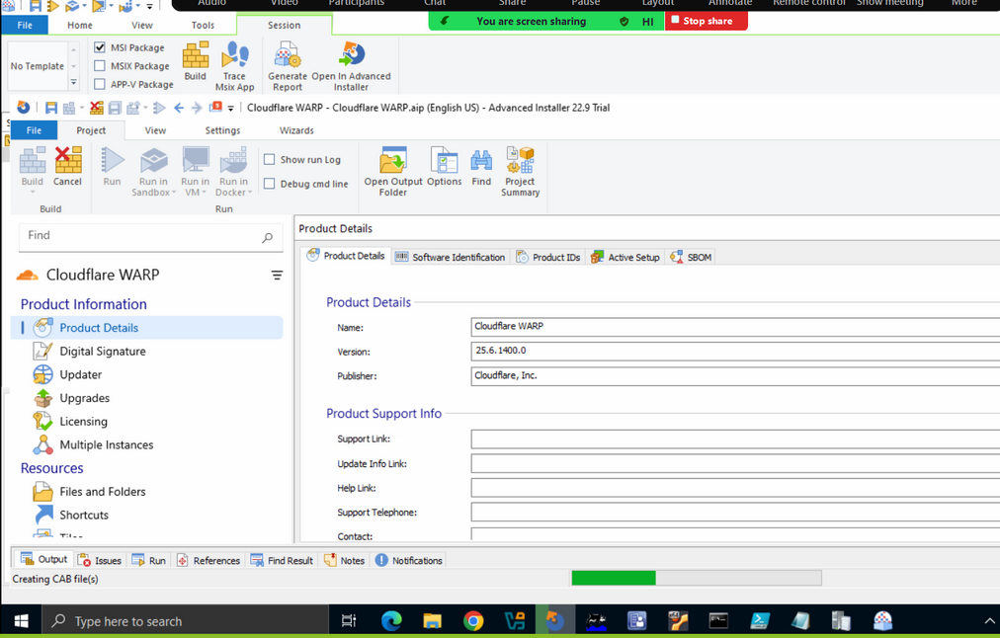 Audio Video Participants Chat Share Pause Layout Annotate Remote control Show meeting More
You are screen sharing HI Stop share
File Home View Tools Session
No Template
MSI Package
MSIX Package
APP-V Package
Build
Trace
Msix App
Generate
Report
Open In Advanced
Installer
Cloudflare WARP - Cloudflare WARP.aip (English US) - Advanced Installer 22.9 Trial
File Project View Settings Wizards
Build
Cancel
Run
Run in
Sandbox
Run in
VM
Run in
Docker
Show run Log
Debug cmd line
Open Output
Folder
Options
Find
Project
Summary
Build Run
Find
Cloudflare WARP
Product Information
Product Details
Digital Signature
Updater
Upgrades
Licensing
Multiple Instances
Resources
Files and Folders
Shortcuts
Product Details
Product Details Software Identification Product IDs Active Setup SBOM
Product Details
Name: Cloudflare WARP
Version: 25.6.1400.0
Publisher: Cloudflare, Inc.
Product Support Info
Support Link:
Update Info Link:
Help Link:
Support Telephone:
Contact:
Output Issues Run References Find Result Notes Notifications
Creating CAB file(s)
Type here to search